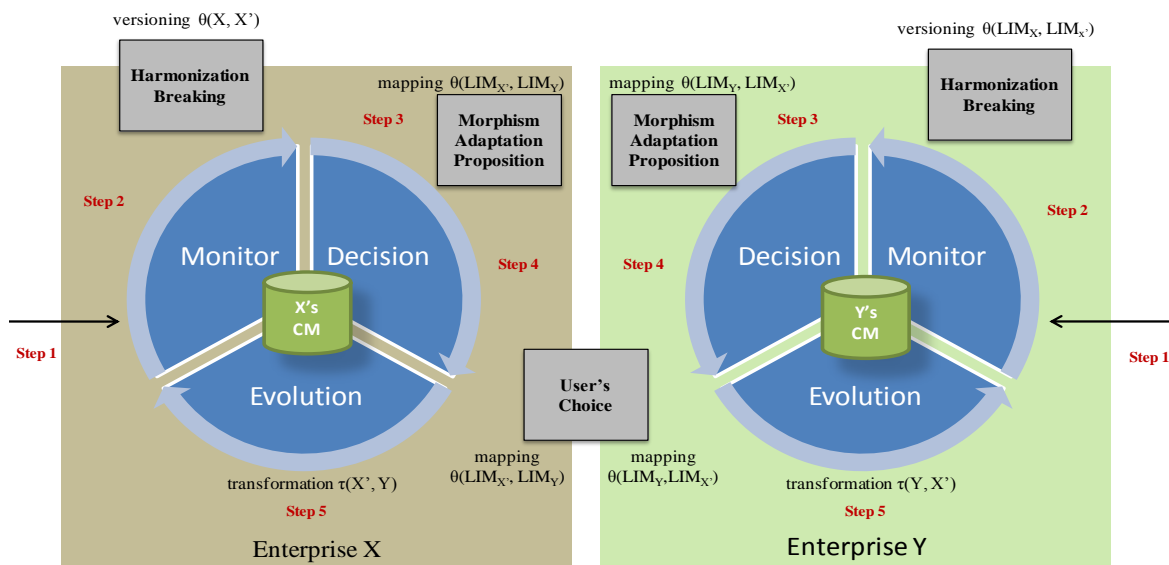 versioning θ(X, X’)
Harmonization
Breaking
mapping θ(LIMX’, LIMY)
Step 3
Morphism
Adaptation
Proposition
Step 2
Monitor
Decision
Step 4
X’s
CM
Step 1
Evolution
mapping
θ(LIMX’, LIMY)
transformation τ(X’, Y)
Step 5
Enterprise X
User’s
Choice
versioning θ(LIMX, LIMx’)
Harmonization
Breaking
mapping θ(LIMY, LIMX’)
Morphism
Adaptation
Proposition
Step 3
Step 2
Decision
Monitor
Step 4
Y’s
CM
Step 1
Evolution
mapping
θ(LIMY,LIMX’)
transformation τ(Y, X’)
Step 5
Enterprise Y